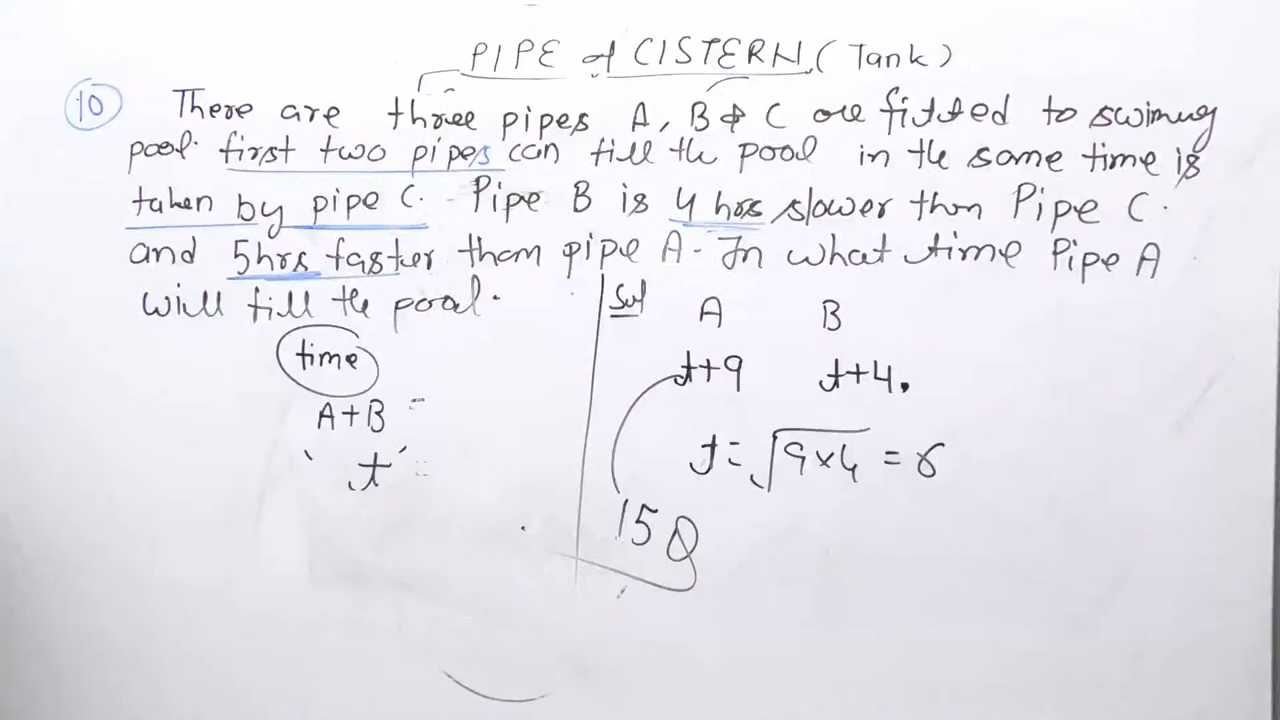 PIPE & CISTERN (Tank)
10 There are three pipes A, B & C are fitted to swimung
pool. first two pipes can fill the pool in the same time is
taken by pipe C. Pipe B is 4 hrs slower than Pipe C.
and 5hrs faster than pipe A. In what time Pipe A
will fill the pool.
Sol A B
time
t+9 t+4.
A+B =
t = √9×4 = 6
't'
15